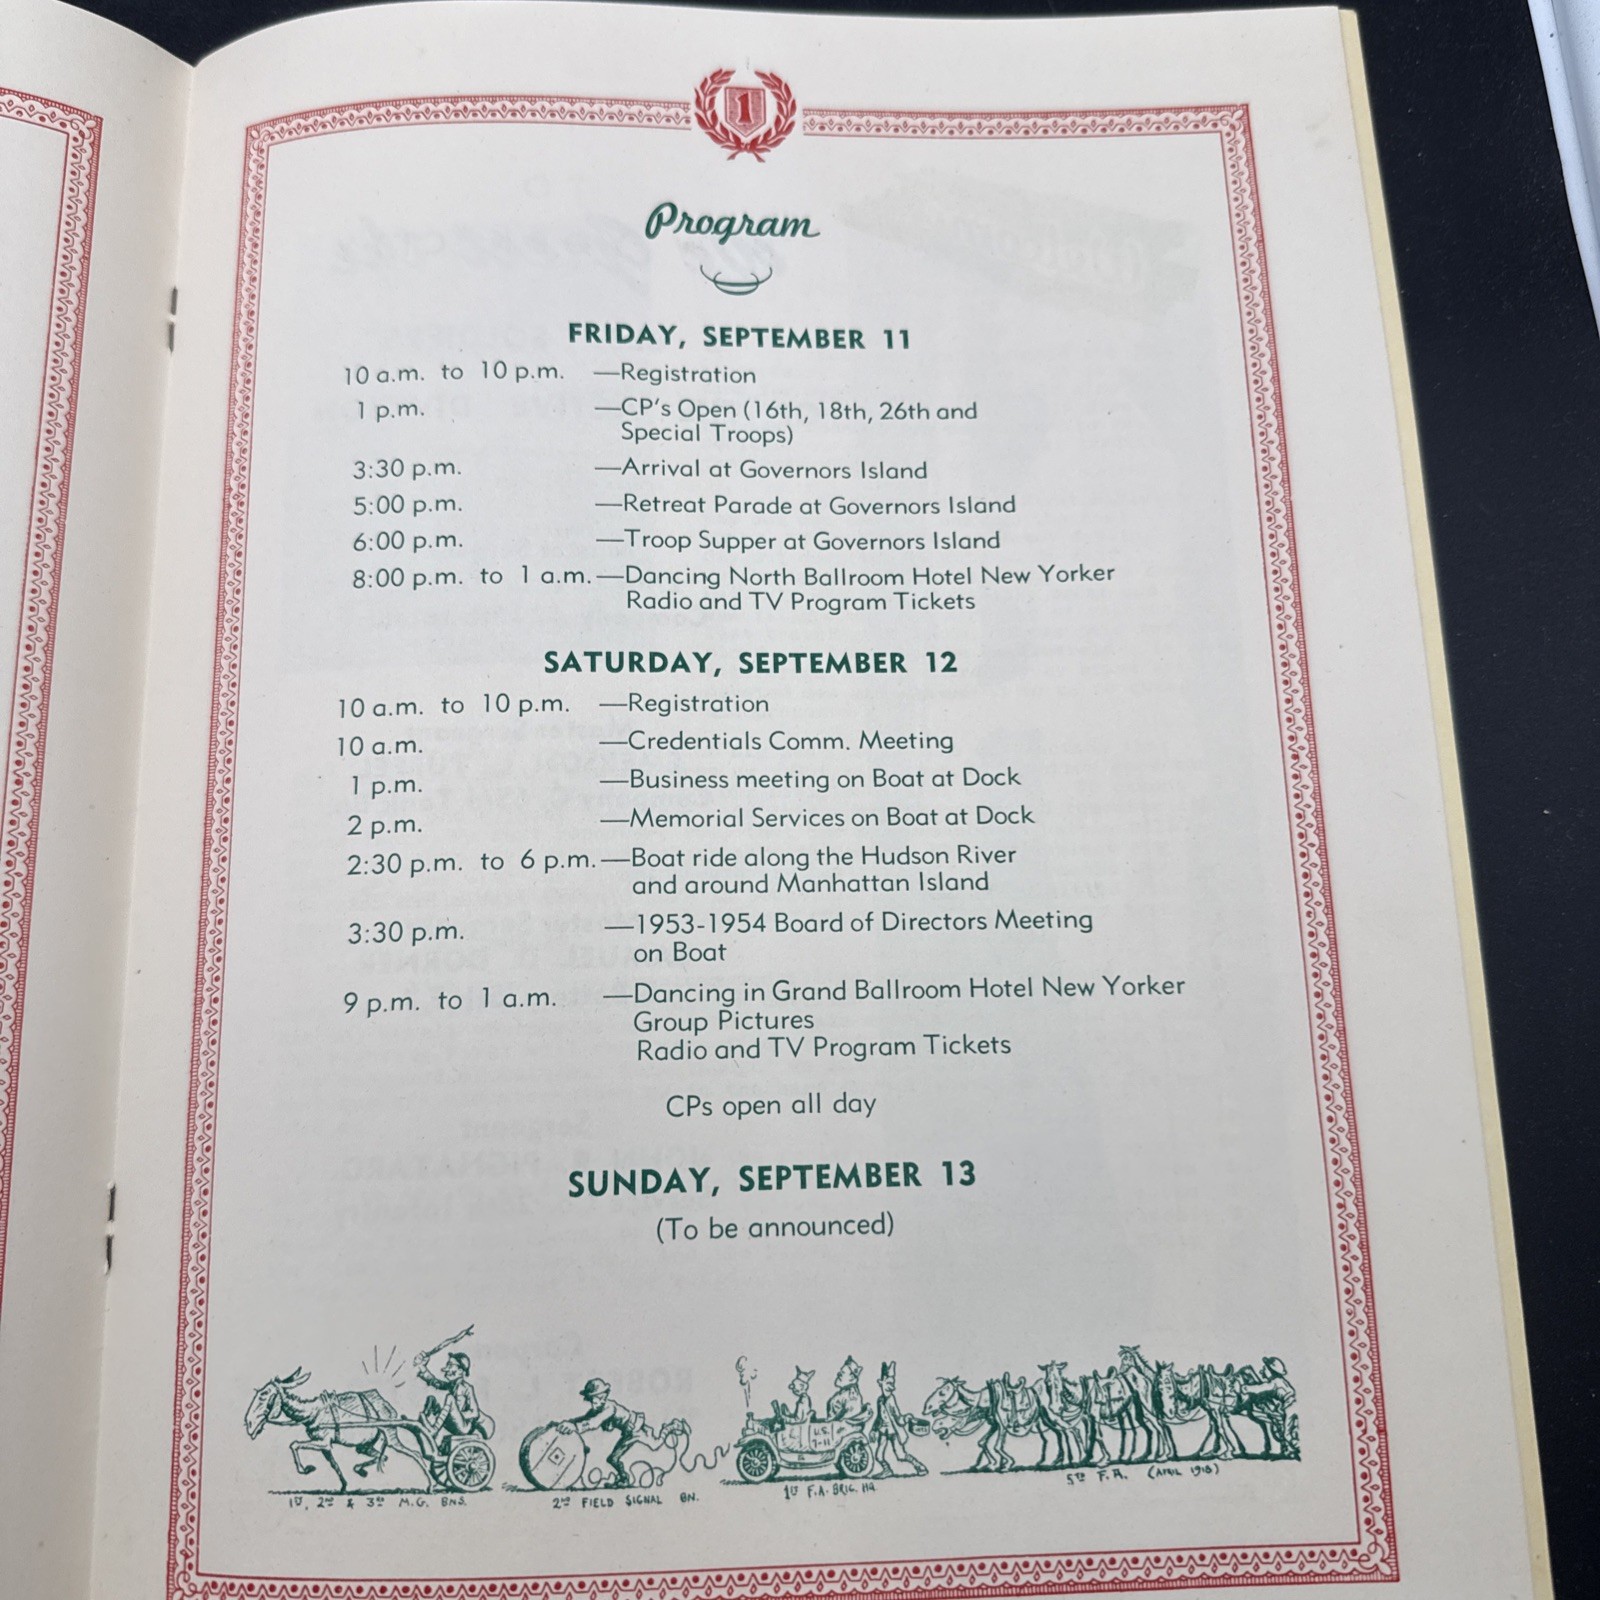 1
Program
FRIDAY, SEPTEMBER 11
10 a.m. to 10 p.m. —Registration
1 p.m. —CP's Open (16th, 18th, 26th and
Special Troops)
3:30 p.m. —Arrival at Governors Island
5:00 p.m. —Retreat Parade at Governors Island
6:00 p.m. —Troop Supper at Governors Island
8:00 p.m. to 1 a.m. —Dancing North Ballroom Hotel New Yorker
Radio and TV Program Tickets
SATURDAY, SEPTEMBER 12
10 a.m. to 10 p.m. —Registration
10 a.m. —Credentials Comm. Meeting
1 p.m. —Business meeting on Boat at Dock
2 p.m. —Memorial Services on Boat at Dock
2:30 p.m. to 6 p.m. —Boat ride along the Hudson River
and around Manhattan Island
3:30 p.m. —1953-1954 Board of Directors Meeting
on Boat
9 p.m. to 1 a.m. —Dancing in Grand Ballroom Hotel New Yorker
Group Pictures
Radio and TV Program Tickets
CPs open all day
SUNDAY, SEPTEMBER 13
(To be announced)
U.S.
1ST, 2ND & 3RD M.G. BNS.
2ND FIELD SIGNAL BN.
1ST F.A. BRIG. HQ.
5TH F.A. (APRIL 1918)